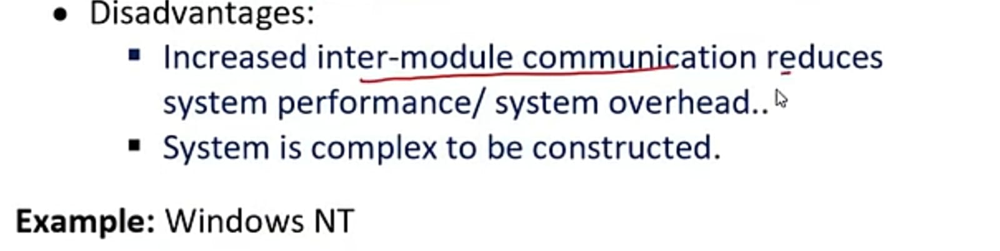 • Disadvantages:
▪ Increased inter-module communication reduces
system performance/ system overhead..
▪ System is complex to be constructed.
Example: Windows NT